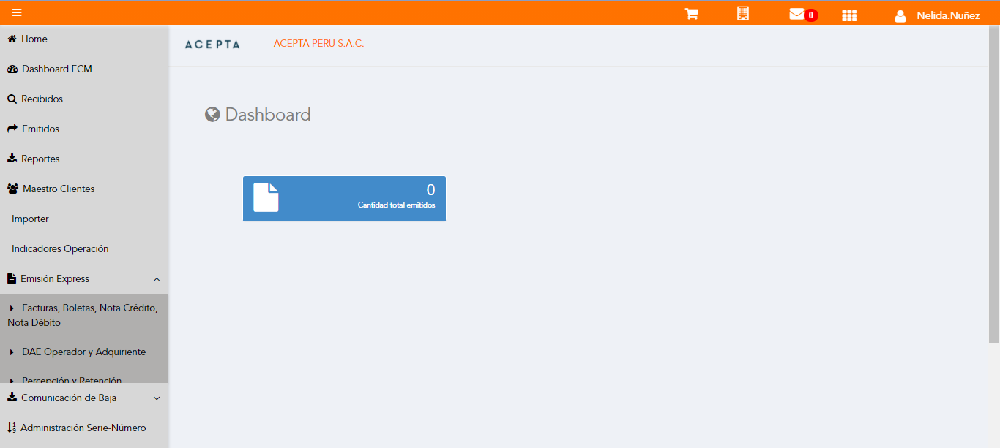 0
Nelida.Nuñez
Home
Dashboard ECM
Recibidos
Emitidos
Reportes
Maestro Clientes
Importer
Indicadores Operación
Emisión Express
Facturas, Boletas, Nota Crédito,
Nota Débito
DAE Operador y Adquiriente
Percepción y Retención
Comunicación de Baja
Administración Serie-Número
ACEPTA
ACEPTA PERU S.A.C.
Dashboard
0
Cantidad total emitidos